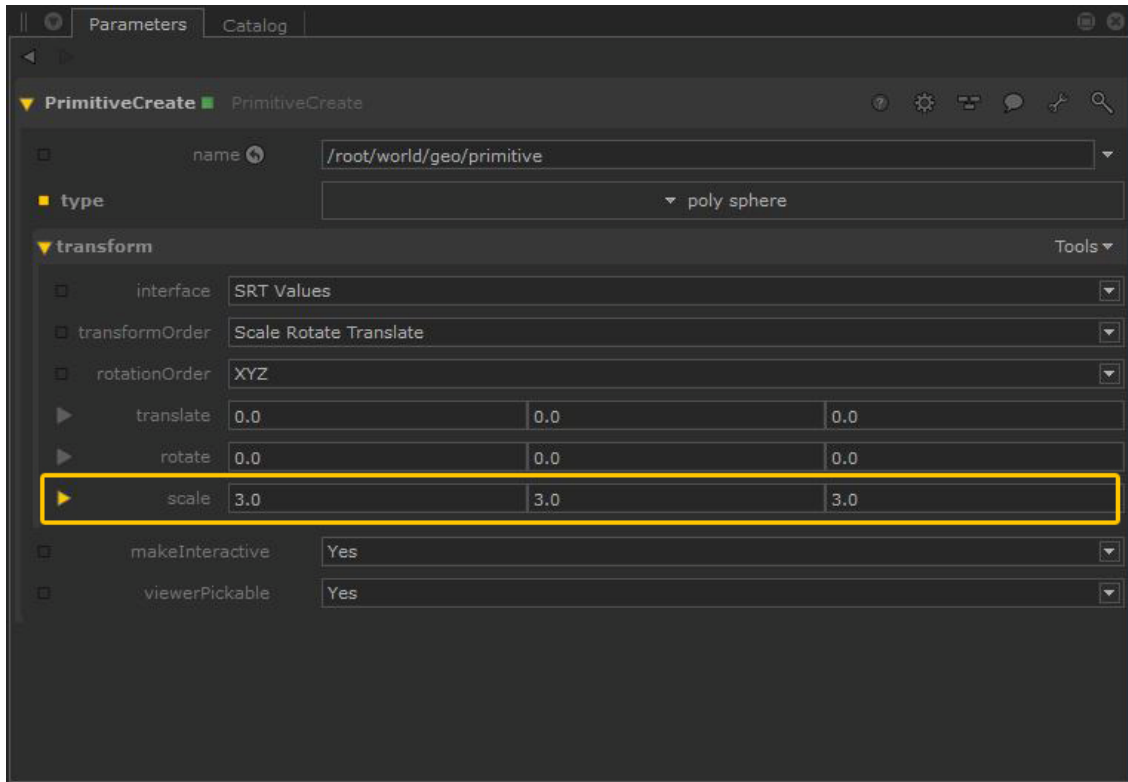 Parameters Catalog
PrimitiveCreate PrimitiveCreate
name /root/world/geo/primitive
type poly sphere
transform Tools
interface SRT Values
transformOrder Scale Rotate Translate
rotationOrder XYZ
translate 0.0 0.0 0.0
rotate 0.0 0.0 0.0
scale 3.0 3.0 3.0
makeInteractive Yes
viewerPickable Yes